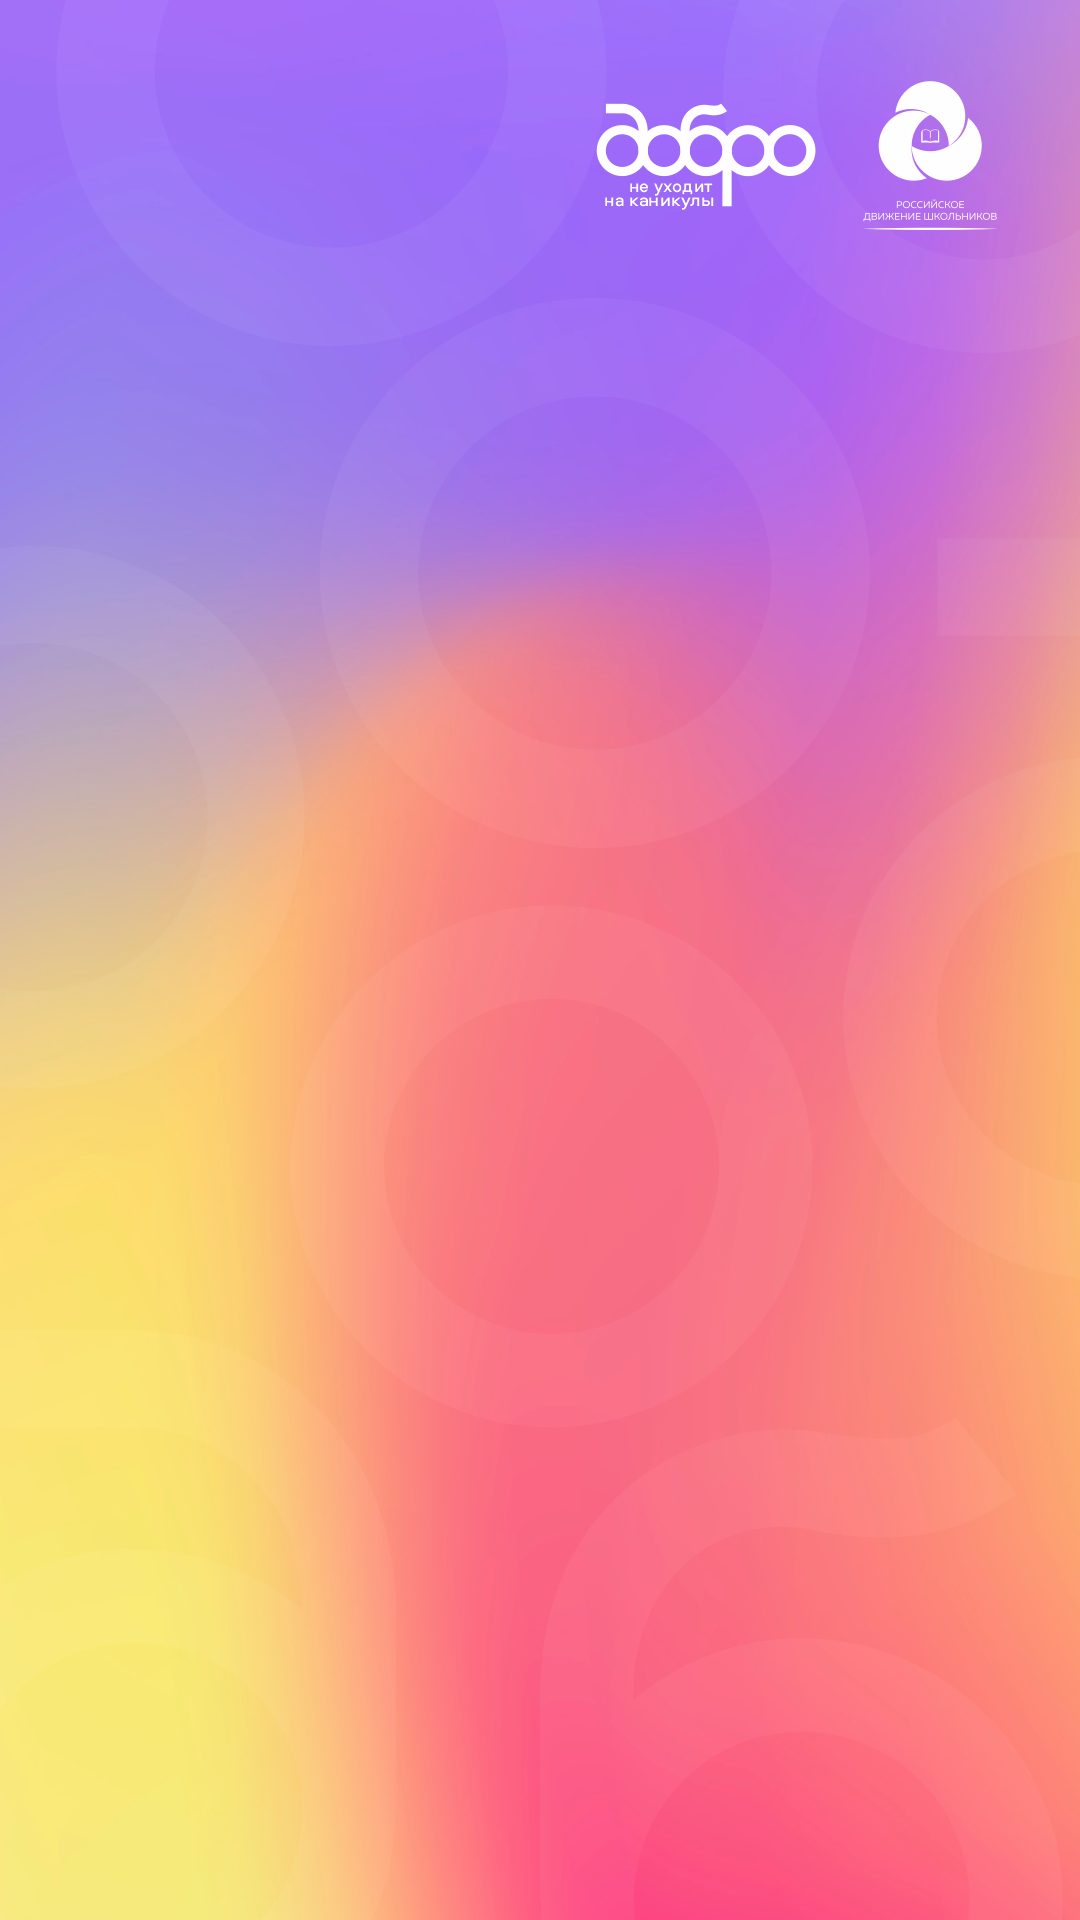 добро
не уходит
на каникулы
РОССИЙСКОЕ
ДВИЖЕНИЕ ШКОЛЬНИКОВ